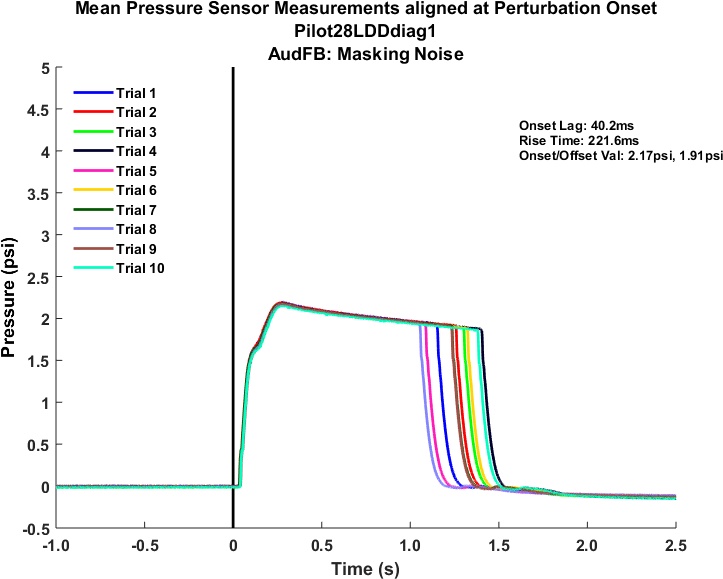 Mean Pressure Sensor Measurements aligned at Perturbation Onset
Pilot28LDDdiag1
AudFB: Masking Noise
5
4.5
4
3.5
3
2.5
2
1.5
1
0.5
0
-0.5
Pressure (psi)
Trial 1
Trial 2
Trial 3
Trial 4
Trial 5
Trial 6
Trial 7
Trial 8
Trial 9
Trial 10
Onset Lag: 40.2ms
Rise Time: 221.6ms
Onset/Offset Val: 2.17psi, 1.91psi
-1.0 -0.5 0 0.5 1.0 1.5 2.0 2.5
Time (s)